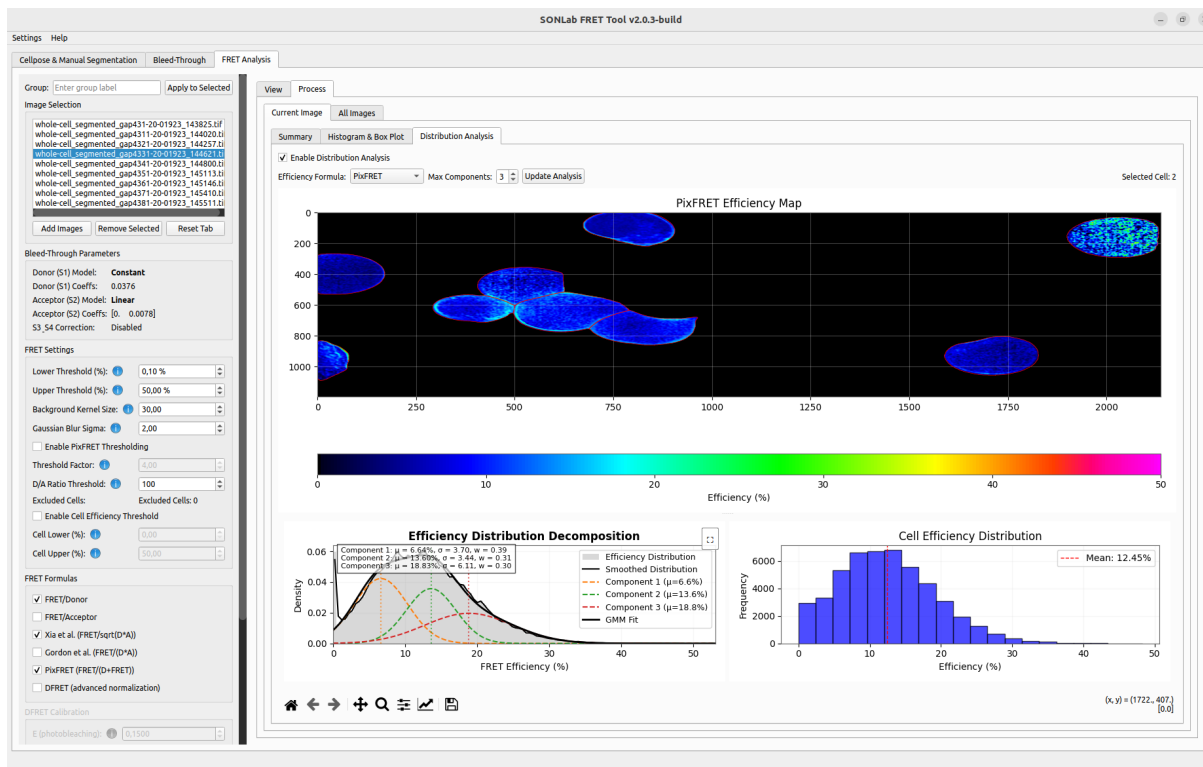 SONLab FRET Tool v2.0.3-build
Settings Help
Cellpose & Manual Segmentation Bleed-Through FRET Analysis
Group: Enter group label Apply to Selected
Image Selection
whole-cell_segmented_gap431-20-01923_143825.tif
whole-cell_segmented_gap4311-20-01923_144020.ti
whole-cell_segmented_gap4321-20-01923_144257.ti
whole-cell_segmented_gap4331-20-01923_144621.ti
whole-cell_segmented_gap4341-20-01923_144800.ti
whole-cell_segmented_gap4351-20-01923_145113.ti
whole-cell_segmented_gap4361-20-01923_145146.ti
whole-cell_segmented_gap4371-20-01923_145410.ti
whole-cell_segmented_gap4381-20-01923_145511.ti
Add Images Remove Selected Reset Tab
Bleed-Through Parameters
Donor (S1) Model: Constant
Donor (S1) Coeffs: 0.0376
Acceptor (S2) Model: Linear
Acceptor (S2) Coeffs: [0. 0.0078]
S3_S4 Correction: Disabled
FRET Settings
Lower Threshold (%): 0,10 %
Upper Threshold (%): 50,00 %
Background Kernel Size: 30,00
Gaussian Blur Sigma: 2,00
Enable PixFRET Thresholding
Threshold Factor: 4,00
D/A Ratio Threshold: 100
Excluded Cells: Excluded Cells: 0
Enable Cell Efficiency Threshold
Cell Lower (%): 0,00
Cell Upper (%): 50,00
FRET Formulas
FRET/Donor
FRET/Acceptor
Xia et al. (FRET/sqrt(D*A))
Gordon et al. (FRET/(D*A))
PixFRET (FRET/(D+FRET))
DFRET (advanced normalization)
DFRET Calibration
E (photobleaching): 0,1500
View Process
Current Image All Images
Summary Histogram & Box Plot Distribution Analysis
Enable Distribution Analysis
Efficiency Formula: PixFRET Max Components: 3 Update Analysis Selected Cell: 2
PixFRET Efficiency Map
0
200
400
600
800
1000
0 250 500 750 1000 1250 1500 1750 2000
0 10 20 30 40 50
Efficiency (%)
Efficiency Distribution Decomposition
Component 1: μ = 6.64%, σ = 3.70, w = 0.39
Component 2: μ = 13.60%, σ = 3.44, w = 0.31
Component 3: μ = 18.83%, σ = 6.11, w = 0.30
Efficiency Distribution
Smoothed Distribution
Component 1 (μ=6.6%)
Component 2 (μ=13.6%)
Component 3 (μ=18.8%)
GMM Fit
Density
0.06
0.04
0.02
0.00
0 10 20 30 40 50
FRET Efficiency (%)
Cell Efficiency Distribution
Mean: 12.45%
Frequency
6000
4000
2000
0
0 10 20 30 40 50
Efficiency (%)
(x, y) = (1722., 407.)
[0.0]